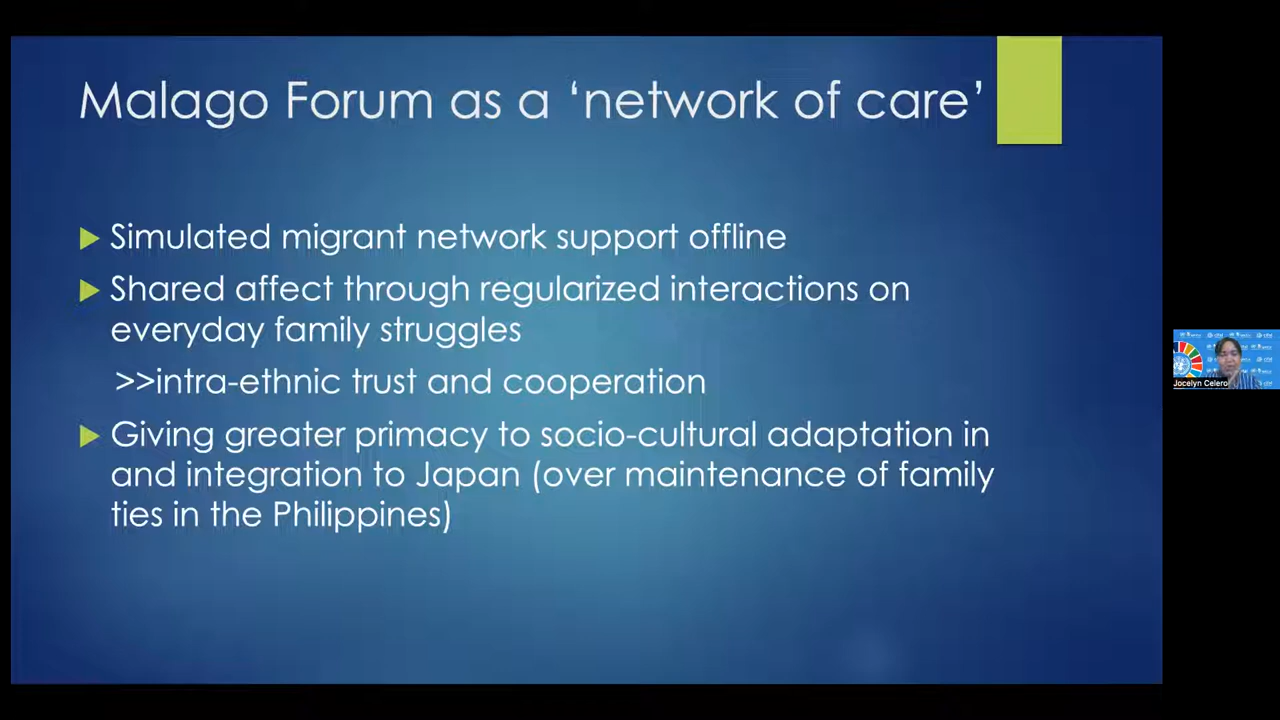 Malago Forum as a ‘network of care’
Simulated migrant network support offline
Shared affect through regularized interactions on
everyday family struggles
>>intra-ethnic trust and cooperation
Giving greater primacy to socio-cultural adaptation in
and integration to Japan (over maintenance of family
ties in the Philippines)
Jocelyn Celero